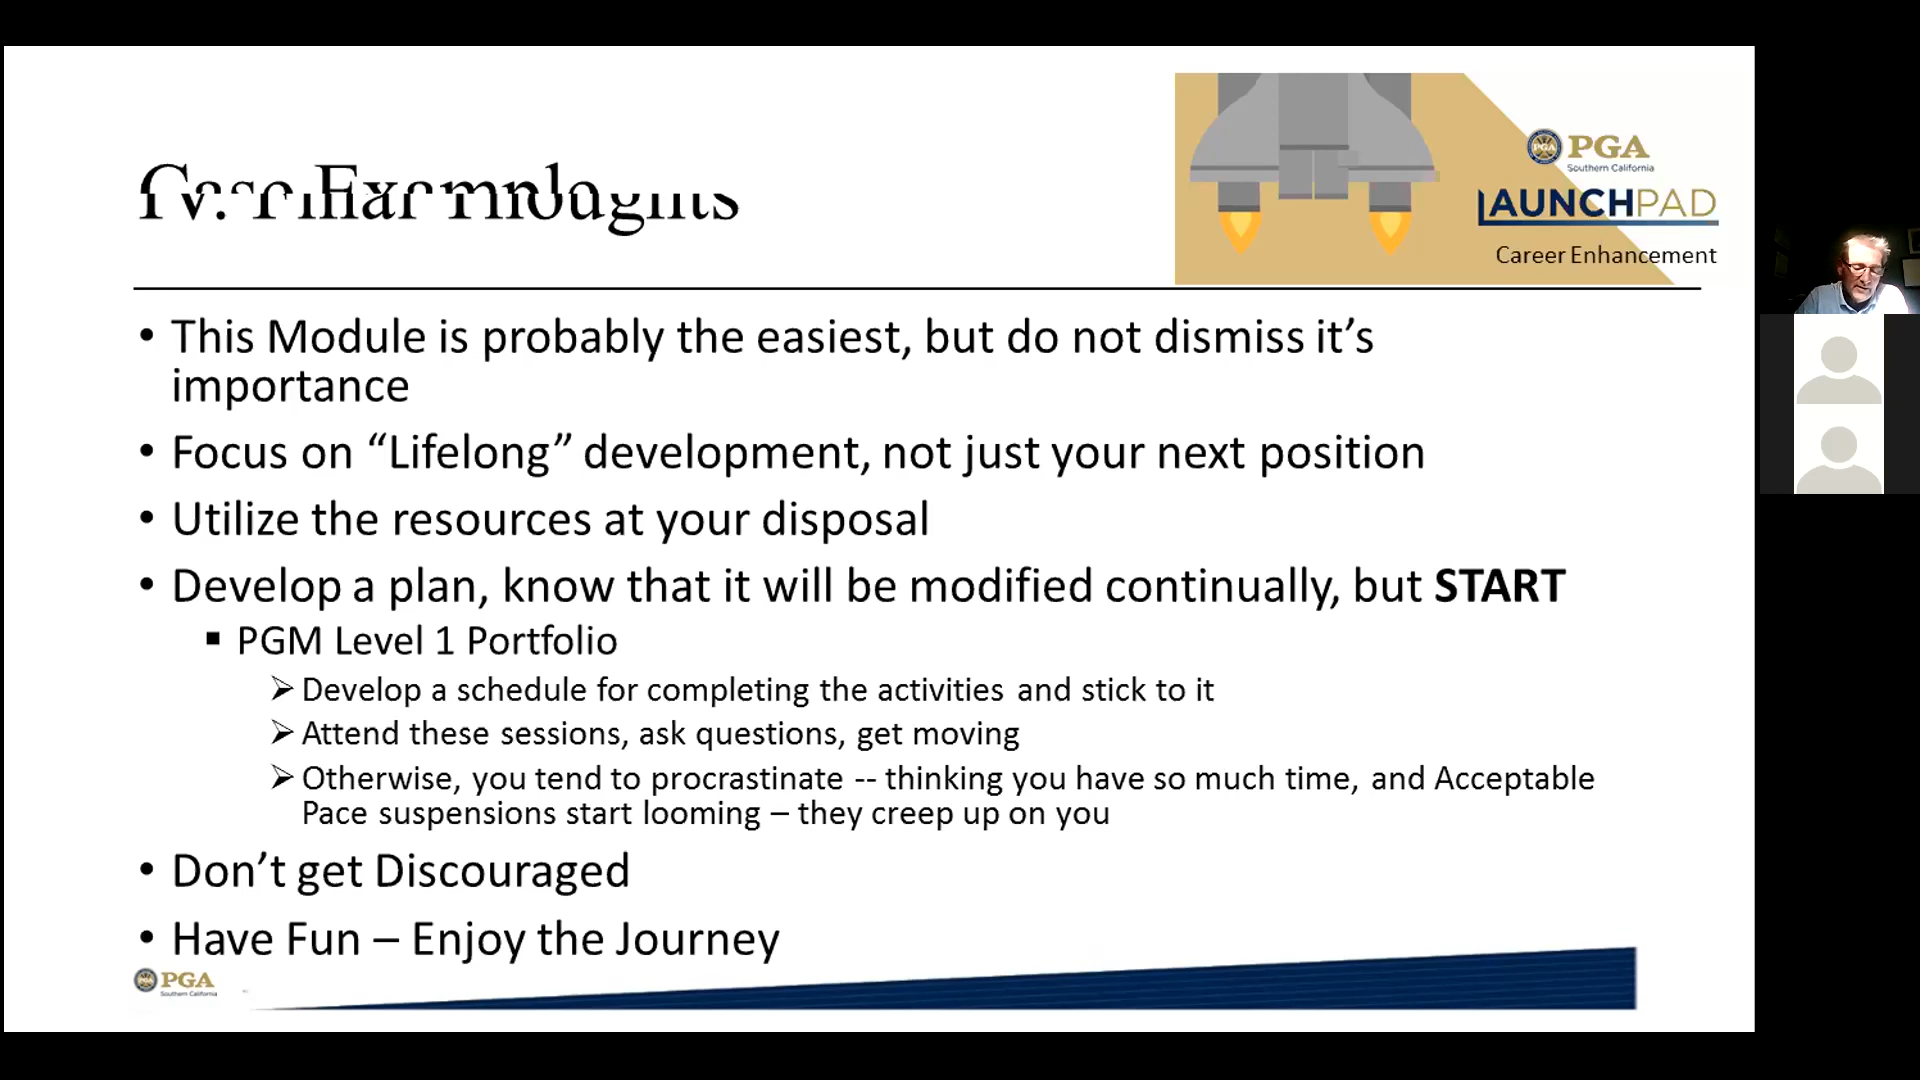 PGA
Southern California
LAUNCHPAD
Career Enhancement
• This Module is probably the easiest, but do not dismiss it’s
importance
• Focus on “Lifelong” development, not just your next position
• Utilize the resources at your disposal
• Develop a plan, know that it will be modified continually, but START
▪ PGM Level 1 Portfolio
➢ Develop a schedule for completing the activities and stick to it
➢ Attend these sessions, ask questions, get moving
➢ Otherwise, you tend to procrastinate -- thinking you have so much time, and Acceptable
Pace suspensions start looming – they creep up on you
• Don’t get Discouraged
• Have Fun – Enjoy the Journey
PGA
Southern California